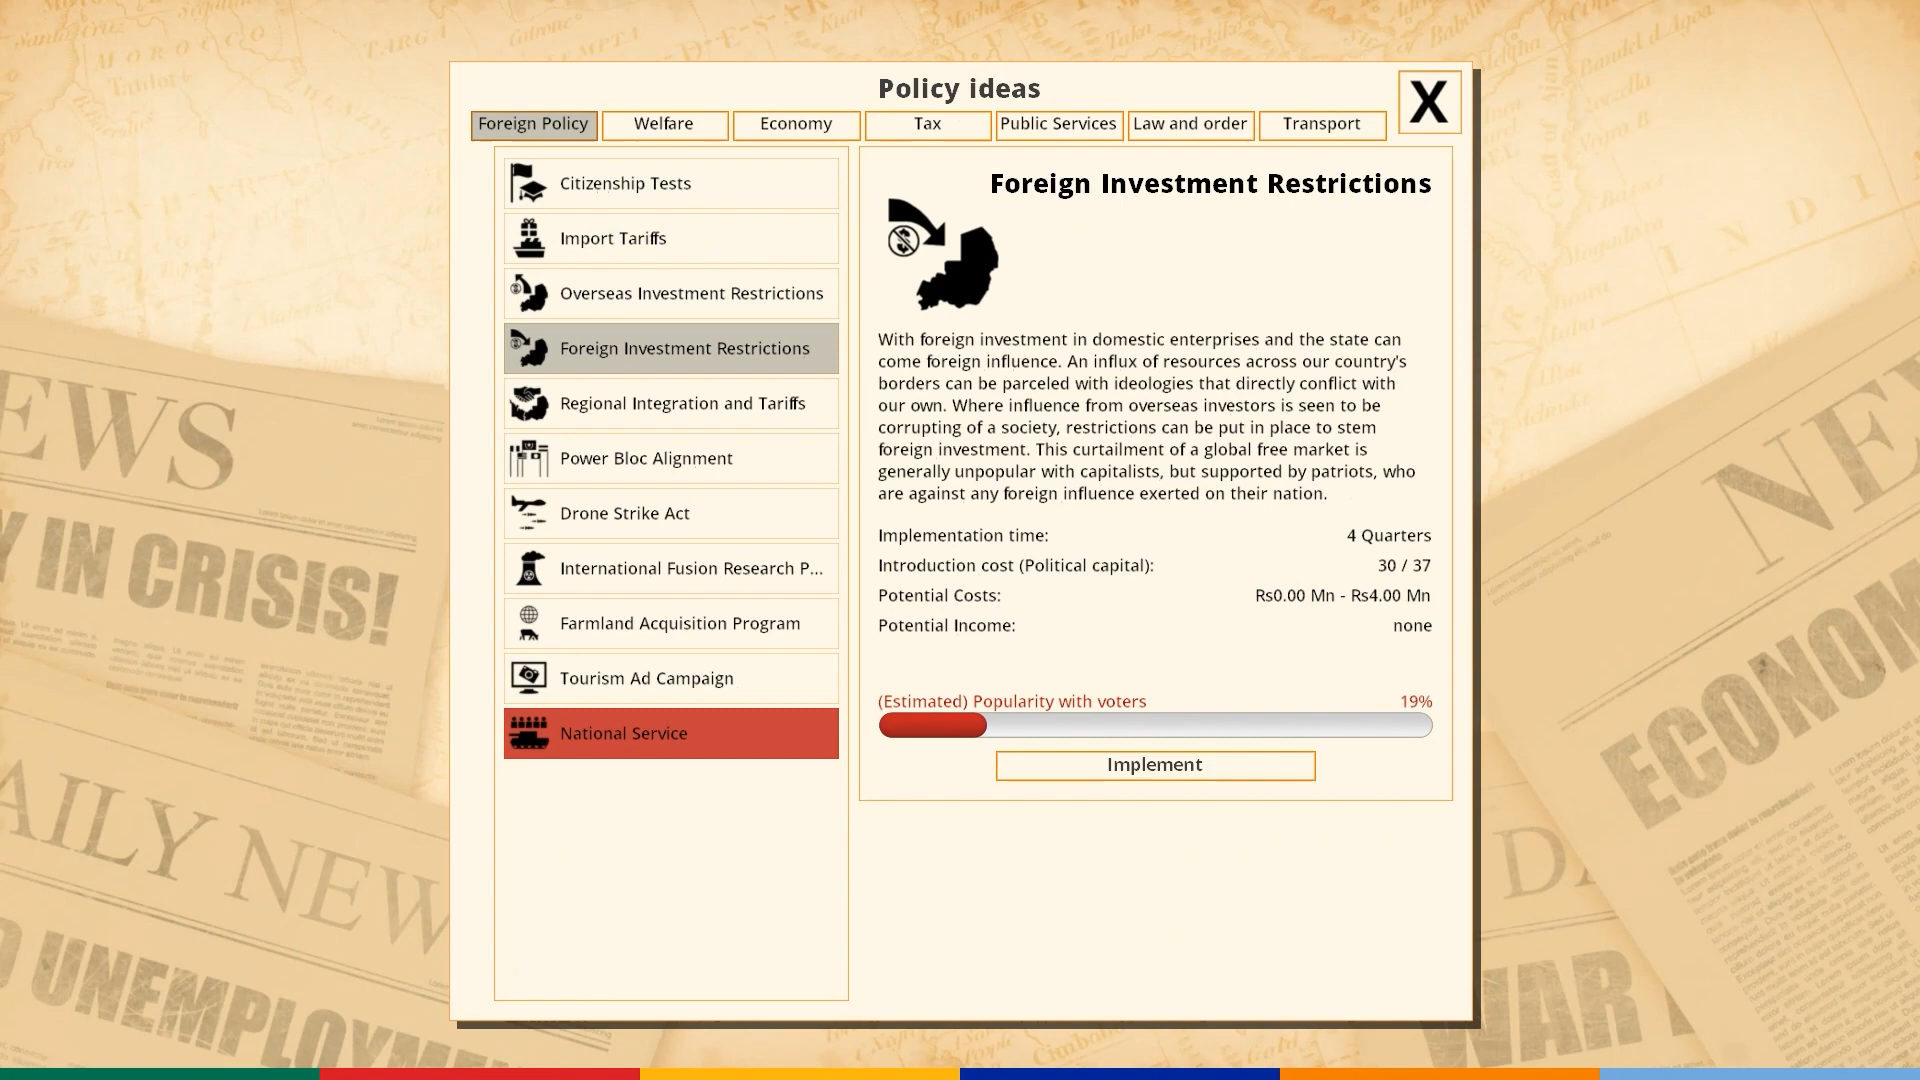 Policy ideas
X
Foreign Policy
Welfare
Economy
Tax
Public Services
Law and order
Transport
Citizenship Tests
Import Tariffs
Overseas Investment Restrictions
Foreign Investment Restrictions
Regional Integration and Tariffs
Power Bloc Alignment
Drone Strike Act
International Fusion Research P...
Farmland Acquisition Program
Tourism Ad Campaign
National Service
Foreign Investment Restrictions
With foreign investment in domestic enterprises and the state can
come foreign influence. An influx of resources across our country's
borders can be parceled with ideologies that directly conflict with
our own. Where influence from overseas investors is seen to be
corrupting of a society, restrictions can be put in place to stem
foreign investment. This curtailment of a global free market is
generally unpopular with capitalists, but supported by patriots, who
are against any foreign influence exerted on their nation.
Implementation time: 4 Quarters
Introduction cost (Political capital): 30 / 37
Potential Costs: Rs0.00 Mn - Rs4.00 Mn
Potential Income: none
(Estimated) Popularity with voters 19%
Implement
EWS
Y IN CRISIS!
AILY NEW
UNEMPLOYME
NE
ECONOM
WAR